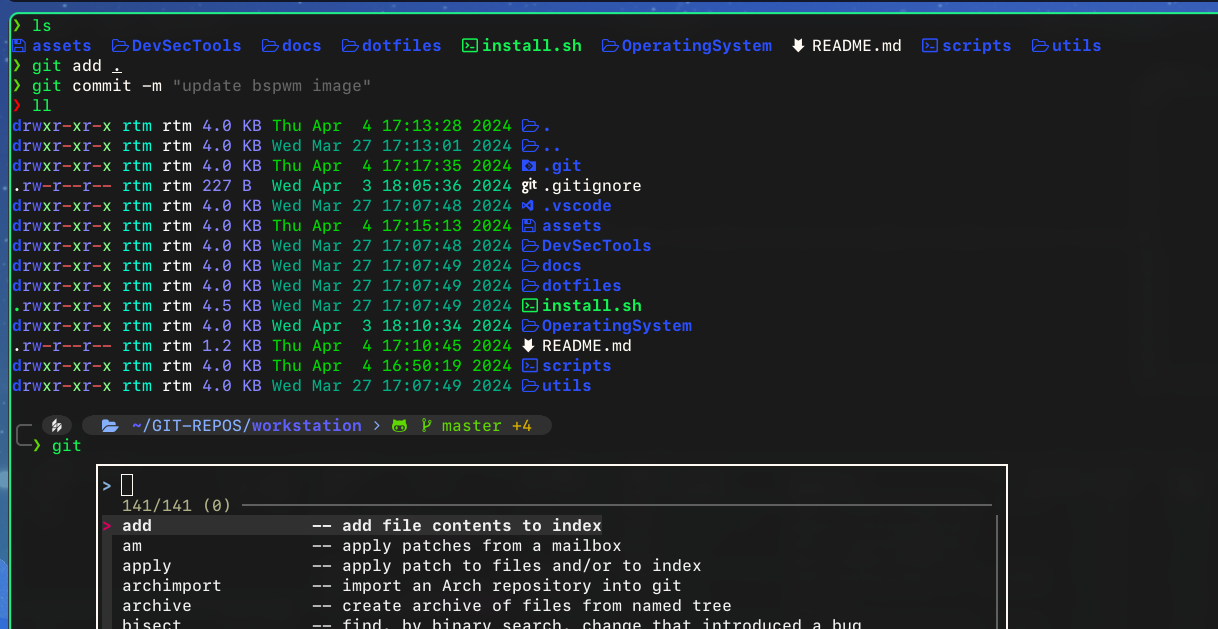 ❯ ls
assets DevSecTools docs dotfiles install.sh OperatingSystem README.md scripts utils
❯ git add .
❯ git commit -m "update bspwm image"
❯ ll
drwxr-xr-x rtm rtm 4.0 KB Thu Apr  4 17:13:28 2024 .
drwxr-xr-x rtm rtm 4.0 KB Wed Mar 27 17:13:01 2024 ..
drwxr-xr-x rtm rtm 4.0 KB Thu Apr  4 17:17:35 2024 .git
.rw-r--r-- rtm rtm 227 B  Wed Apr  3 18:05:36 2024 git .gitignore
drwxr-xr-x rtm rtm 4.0 KB Wed Mar 27 17:07:48 2024 .vscode
drwxr-xr-x rtm rtm 4.0 KB Thu Apr  4 17:15:13 2024 assets
drwxr-xr-x rtm rtm 4.0 KB Wed Mar 27 17:07:48 2024 DevSecTools
drwxr-xr-x rtm rtm 4.0 KB Wed Mar 27 17:07:49 2024 docs
drwxr-xr-x rtm rtm 4.0 KB Wed Mar 27 17:07:49 2024 dotfiles
.rwxr-xr-x rtm rtm 4.5 KB Wed Mar 27 17:07:49 2024 install.sh
drwxr-xr-x rtm rtm 4.0 KB Wed Apr  3 18:10:34 2024 OperatingSystem
.rw-r--r-- rtm rtm 1.2 KB Thu Apr  4 17:10:45 2024 README.md
drwxr-xr-x rtm rtm 4.0 KB Thu Apr  4 16:50:19 2024 scripts
drwxr-xr-x rtm rtm 4.0 KB Wed Mar 27 17:07:49 2024 utils
~/GIT-REPOS/workstation > master +4
❯ git
>
141/141 (0)
> add -- add file contents to index
am -- apply patches from a mailbox
apply -- apply patch to files and/or to index
archimport -- import an Arch repository into git
archive -- create archive of files from named tree
bisect -- find, by binary search, change that introduced a bug